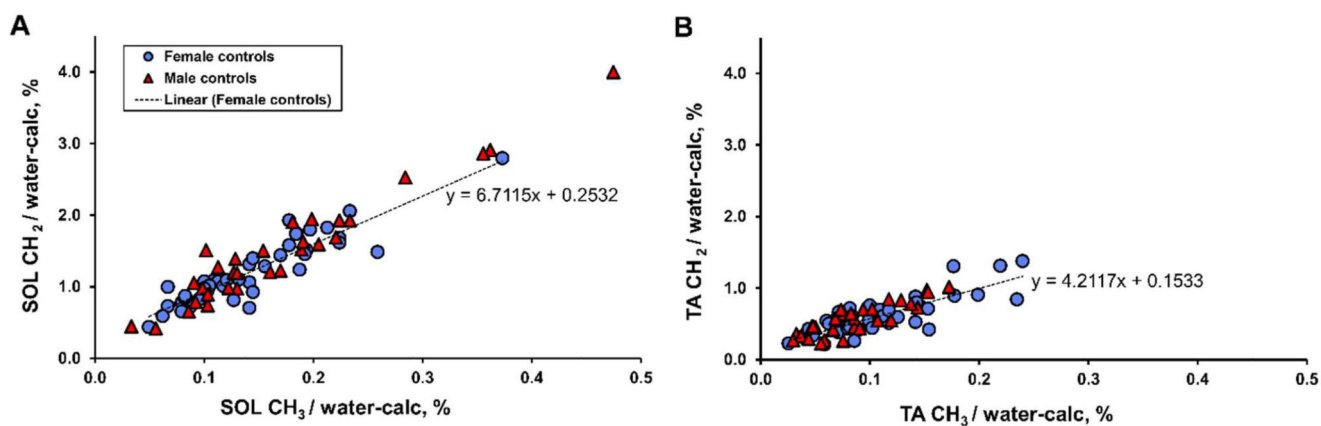 A
SOL CH₂ / water-calc, %
4.0
3.0
2.0
1.0
0.0
Female controls
Male controls
Linear (Female controls)
y = 6.7115x + 0.2532
0.0 0.1 0.2 0.3 0.4 0.5
SOL CH₃ / water-calc, %
B
TA CH₂ / water-calc, %
4.0
3.0
2.0
1.0
0.0
y = 4.2117x + 0.1533
0.0 0.1 0.2 0.3 0.4 0.5
TA CH₃ / water-calc, %